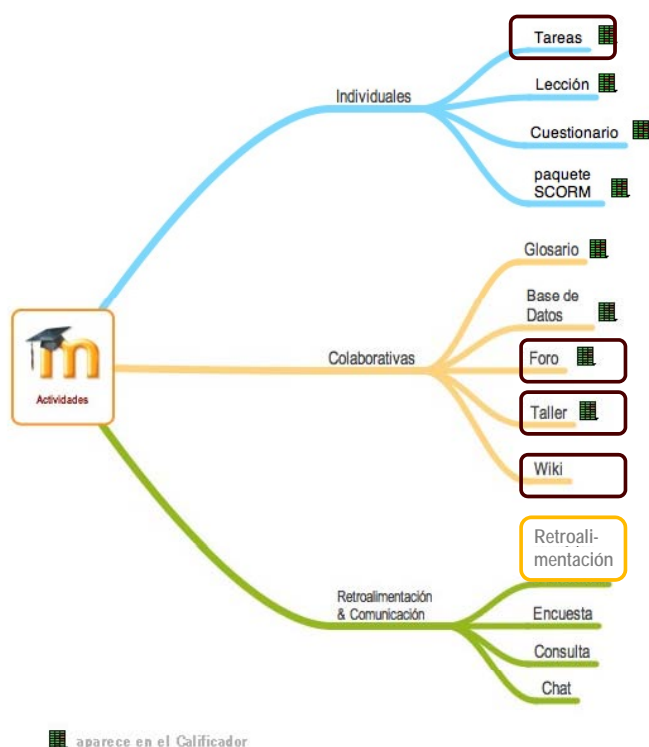 Tareas
Individuales
Lección
Cuestionario
paquete
SCORM
Glosario
Base de
Datos
Colaborativas
Foro
Taller
Wiki
m
Actividades
Retroali-
mentación
Retroalimentación
& Comunicación
Encuesta
Consulta
Chat
aparece en el Calificador